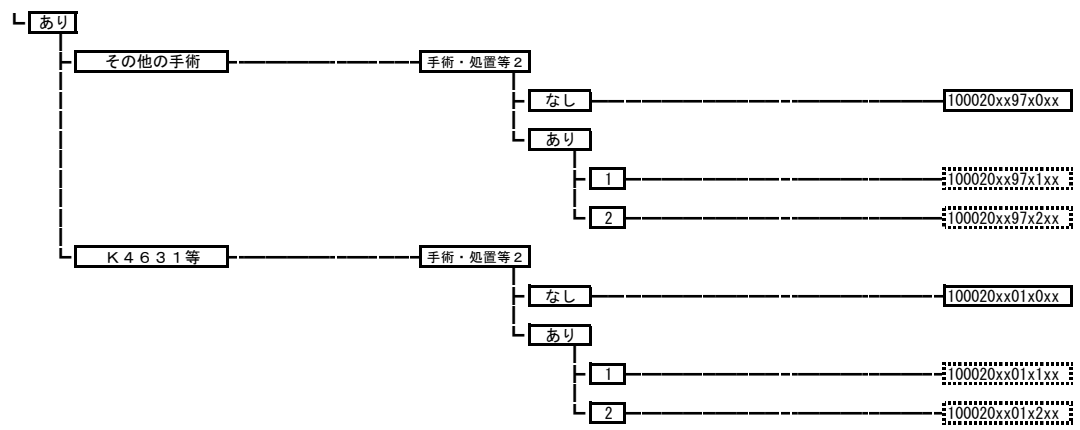 あり
その他の手術 手術・処置等2
なし 100020xx97x0xx
あり
1 100020xx97x1xx
2 100020xx97x2xx
K4631等 手術・処置等2
なし 100020xx01x0xx
あり
1 100020xx01x1xx
2 100020xx01x2xx